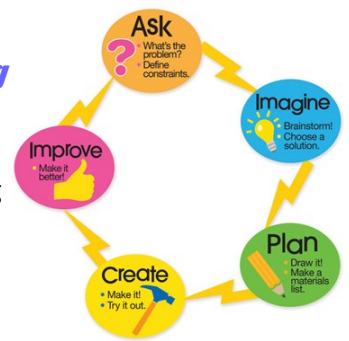 Ask
• What's the
problem?
• Define
constraints.
Imagine
• Brainstorm!
• Choose a
solution.
Plan
• Draw it!
• Make a
materials
list.
Create
• Make it!
• Try it out.
Improve
• Make it
better!
g